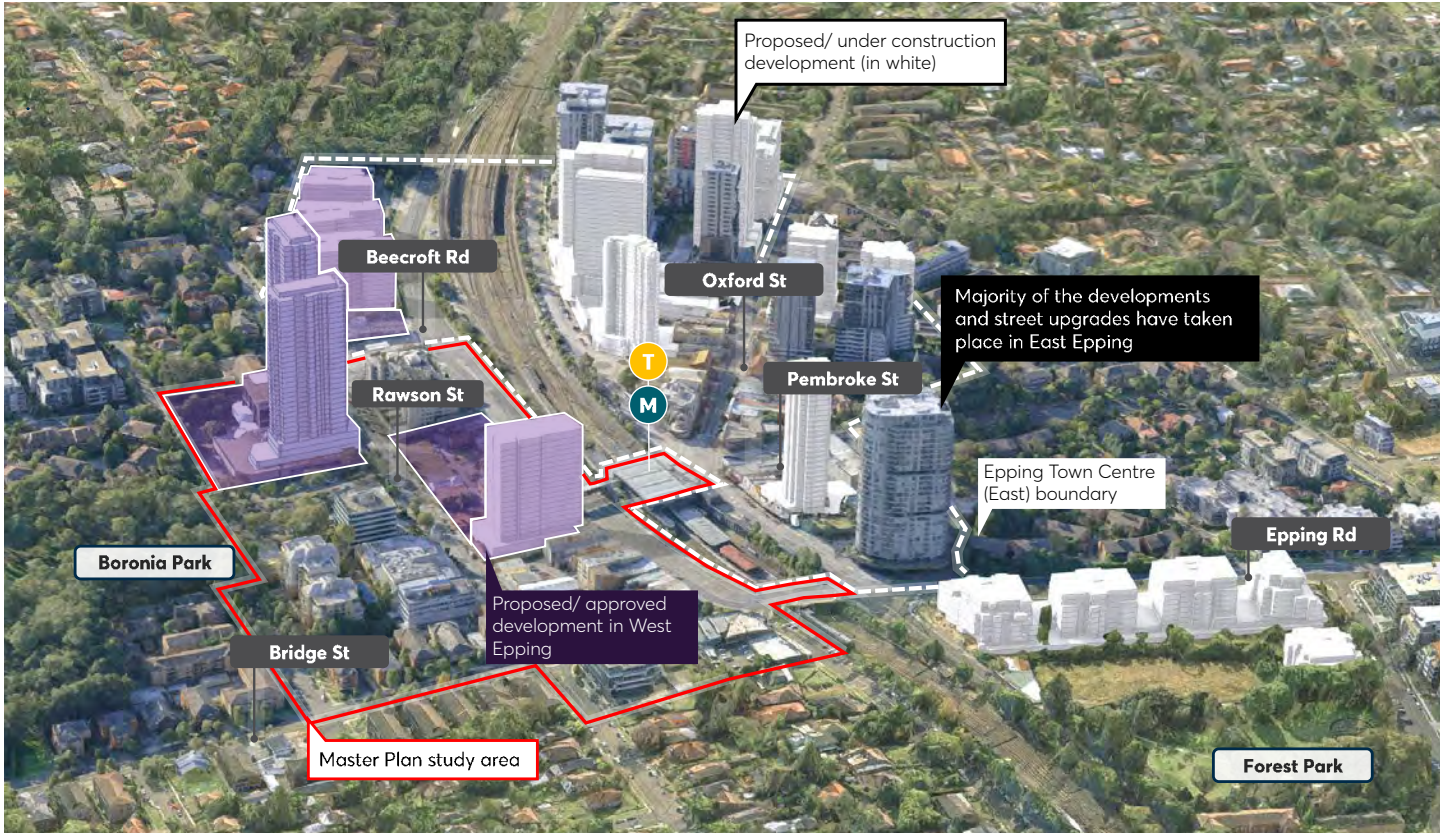 Proposed/ under construction
development (in white)
Beecroft Rd
Oxford St
Majority of the developments
and street upgrades have taken
place in East Epping
T
Pembroke St
Rawson St
M
Epping Town Centre
(East) boundary
Epping Rd
Boronia Park
Proposed/ approved
development in West
Epping
Bridge St
Master Plan study area
Forest Park